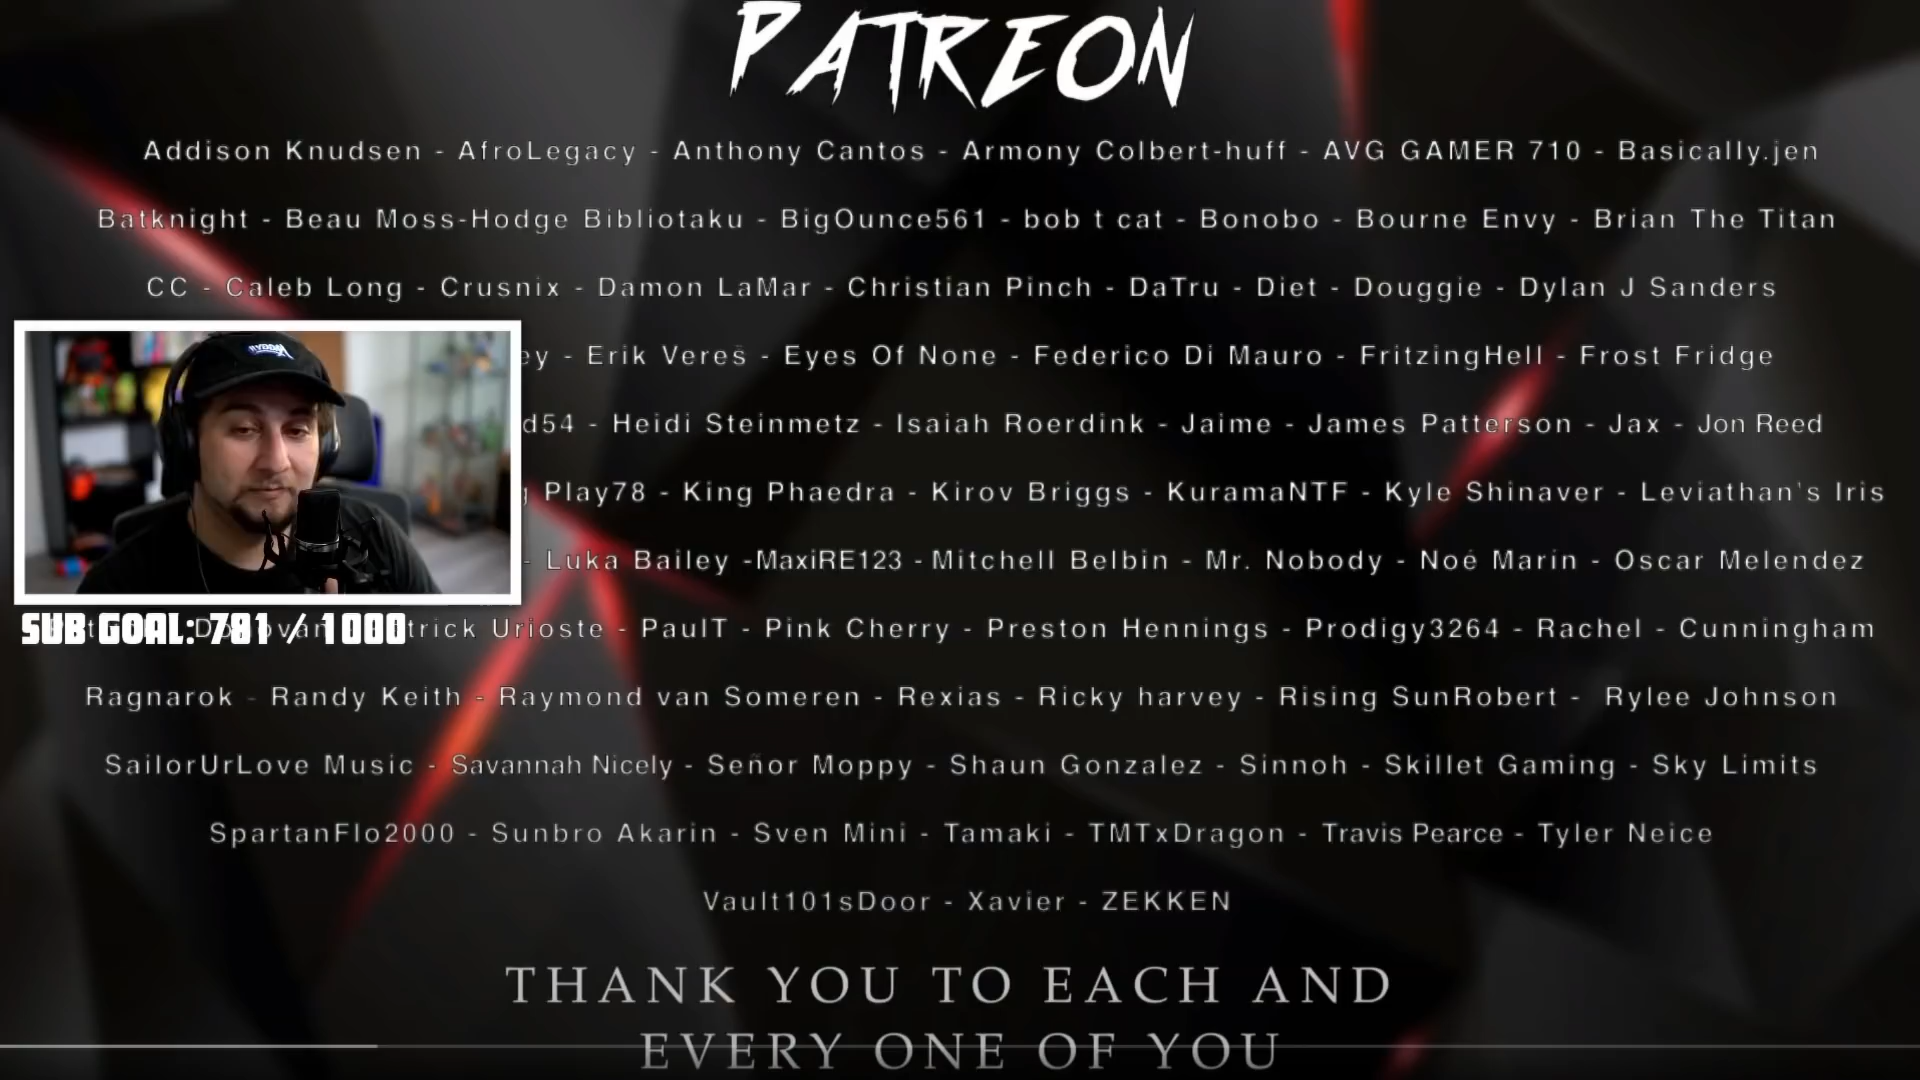 PATREON
Addison Knudsen - AfroLegacy - Anthony Cantos - Armony Colbert-huff - AVG GAMER 710 - Basically.jen
Batknight - Beau Moss-Hodge Bibliotaku - BigOunce561 - bob t cat - Bonobo - Bourne Envy - Brian The Titan
CC - Caleb Long - Crusnix - Damon LaMar - Christian Pinch - DaTru - Diet - Douggie - Dylan J Sanders
- Erik Vereš - Eyes Of None - Federico Di Mauro - FritzingHell - Frost Fridge
- Heidi Steinmetz - Isaiah Roerdink - Jaime - James Patterson - Jax - Jon Reed
Play78 - King Phaedra - Kirov Briggs - KuramaNTF - Kyle Shinaver - Leviathan's Iris
- Luka Bailey -MaxiRE123 - Mitchell Belbin - Mr. Nobody - Noé Marín - Oscar Melendez
SUB GOAL: 781 / 1000
Urioste - PaulT - Pink Cherry - Preston Hennings - Prodigy3264 - Rachel - Cunningham
Ragnarok - Randy Keith - Raymond van Someren - Rexias - Ricky harvey - Rising SunRobert - Rylee Johnson
SailorUrLove Music - Savannah Nicely - Señor Moppy - Shaun Gonzalez - Sinnoh - Skillet Gaming - Sky Limits
SpartanFlo2000 - Sunbro Akarin - Sven Mini - Tamaki - TMTxDragon - Travis Pearce - Tyler Neice
Vault101sDoor - Xavier - ZEKKEN
THANK YOU TO EACH AND
EVERY ONE OF YOU